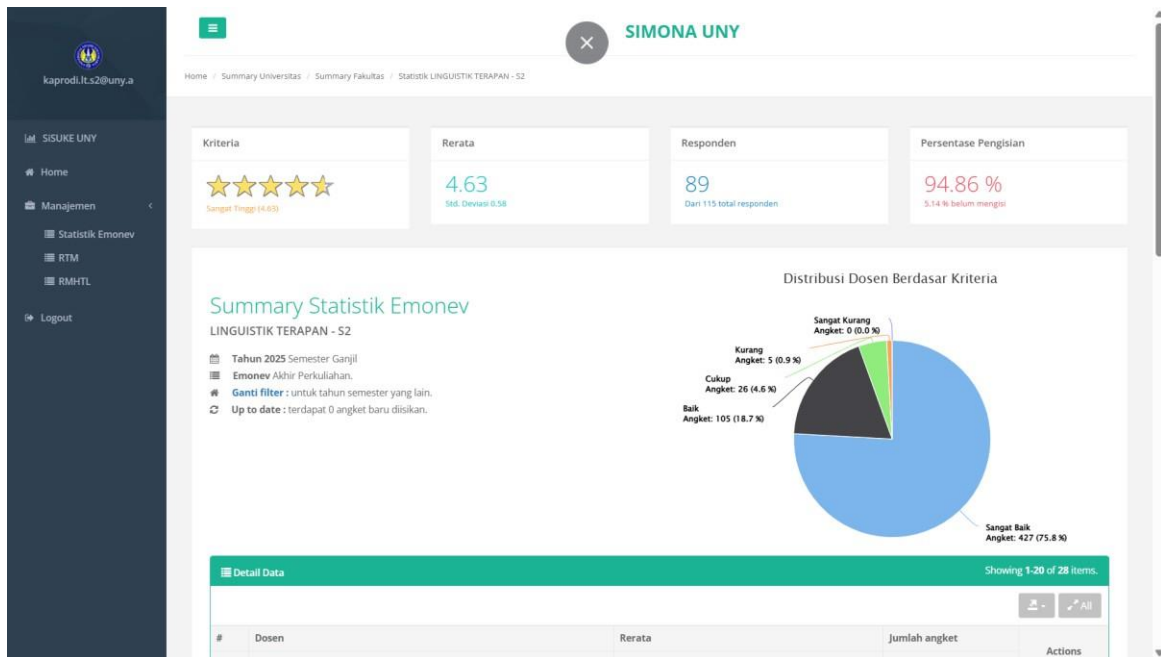 SIMONA UNY
kaprodi.lt.s2@uny.a
Home / Summary Universitas / Summary Fakultas / Statistik LINGUISTIK TERAPAN - S2
SiSUKE UNY
Home
Manajemen
Statistik Emonev
RTM
RMHTL
Logout
Kriteria
Sangat Tinggi (4.63)
Rerata
4.63
Std. Deviasi 0.58
Responden
89
Dari 115 total responden
Persentase Pengisian
94.86 %
5.14 % belum mengisi
Summary Statistik Emonev
LINGUISTIK TERAPAN - S2
Tahun 2025 Semester Ganjil
Emonev Akhir Perkuliahan.
Ganti filter : untuk tahun semester yang lain.
Up to date : terdapat 0 angket baru diisikan.
Distribusi Dosen Berdasar Kriteria
Sangat Kurang
Angket: 0 (0.0 %)
Kurang
Angket: 5 (0.9 %)
Cukup
Angket: 26 (4.6 %)
Baik
Angket: 105 (18.7 %)
Sangat Baik
Angket: 427 (75.8 %)
Detail Data
Showing 1-20 of 28 items.
All
# Dosen Rerata Jumlah angket Actions